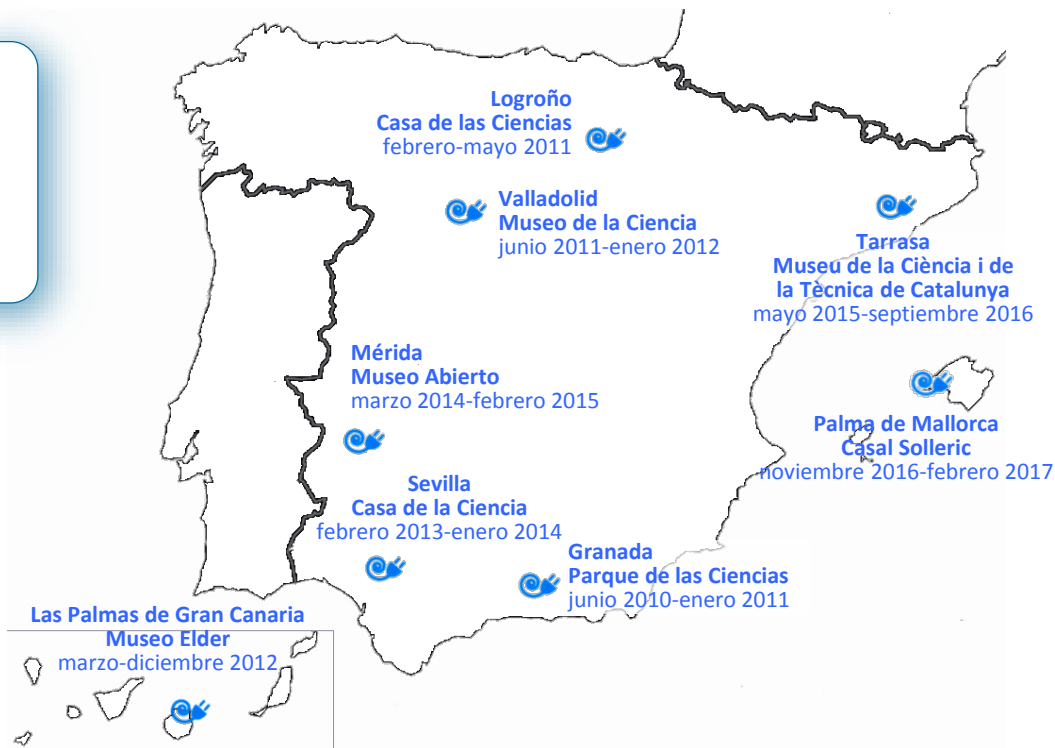 Logroño
Casa de las Ciencias
febrero-mayo 2011
Valladolid
Museo de la Ciencia
junio 2011-enero 2012
Tarrasa
Museu de la Ciència i de
la Tècnica de Catalunya
mayo 2015-septiembre 2016
Mérida
Museo Abierto
marzo 2014-febrero 2015
Palma de Mallorca
Casal Solleric
noviembre 2016-febrero 2017
Sevilla
Casa de la Ciencia
febrero 2013-enero 2014
Granada
Parque de las Ciencias
junio 2010-enero 2011
Las Palmas de Gran Canaria
Museo Elder
marzo-diciembre 2012